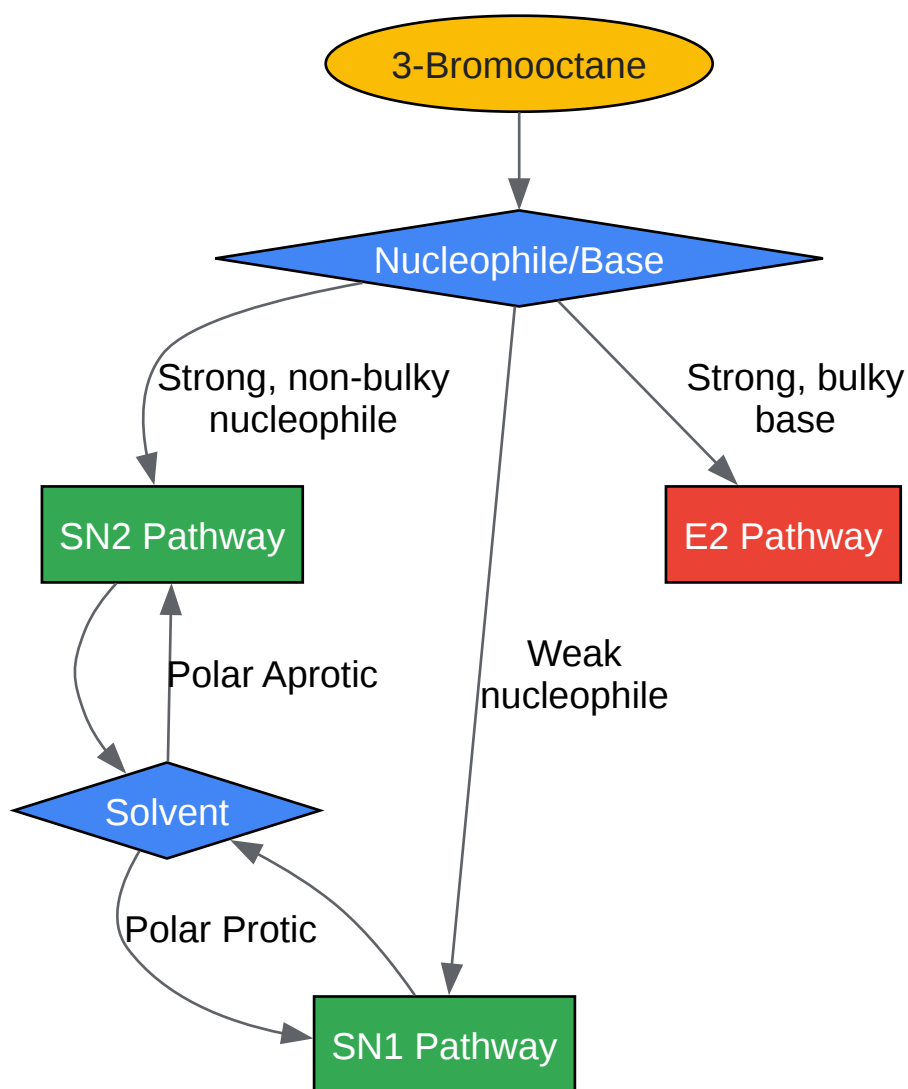 3-Bromooctane
Nucleophile/Base
Strong, non-bulky
nucleophile
Strong, bulky
base
SN2 Pathway
E2 Pathway
Weak
nucleophile
Polar Aprotic
Solvent
Polar Protic
SN1 Pathway